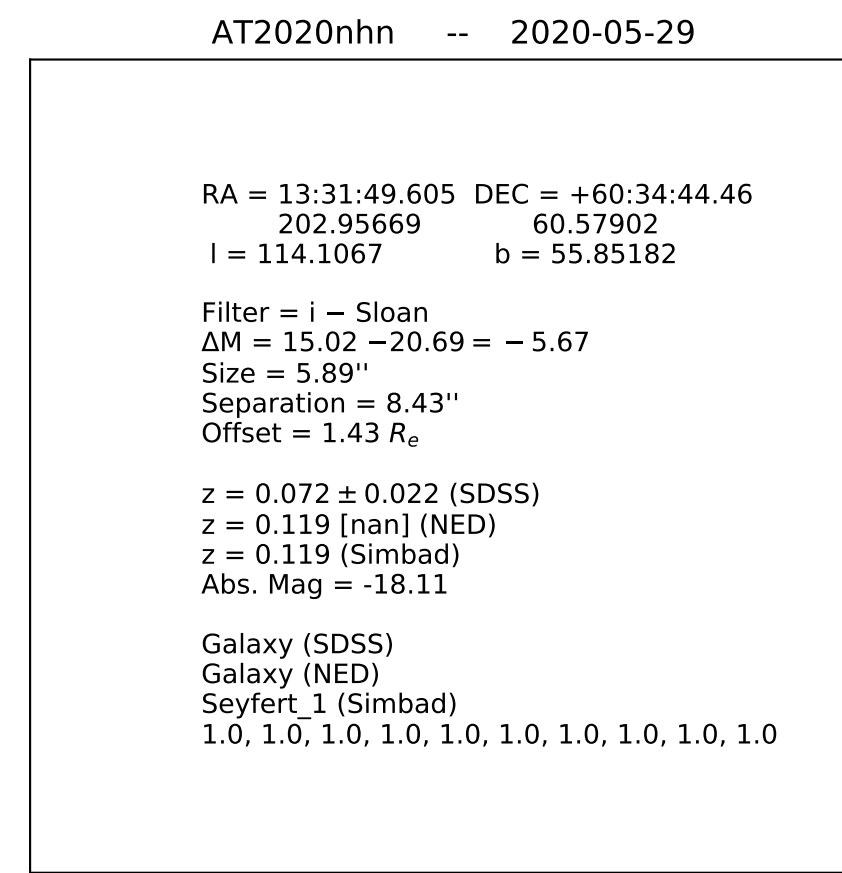 AT2020nhn -- 2020-05-29
RA = 13:31:49.605 DEC = +60:34:44.46
202.95669 60.57902
l = 114.1067 b = 55.85182
Filter = i − Sloan
ΔM = 15.02 −20.69 = − 5.67
Size = 5.89''
Separation = 8.43''
Offset = 1.43 Re
z = 0.072 ± 0.022 (SDSS)
z = 0.119 [nan] (NED)
z = 0.119 (Simbad)
Abs. Mag = -18.11
Galaxy (SDSS)
Galaxy (NED)
Seyfert_1 (Simbad)
1.0, 1.0, 1.0, 1.0, 1.0, 1.0, 1.0, 1.0, 1.0, 1.0